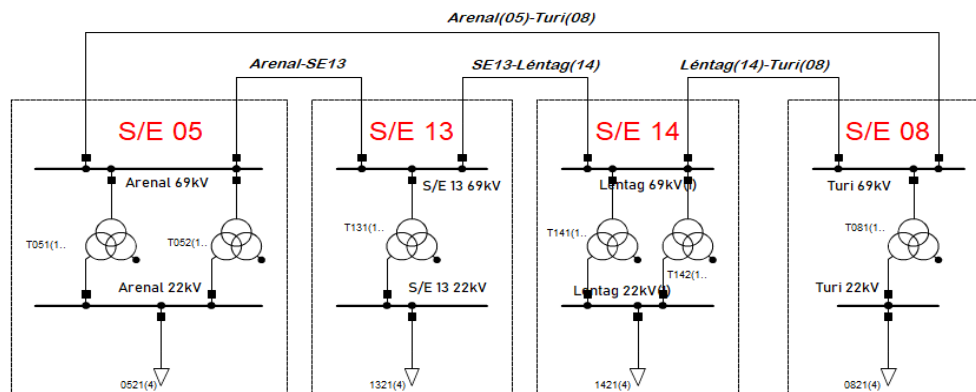 Arenal(05)-Turi(08)
Arenal-SE13
SE13-Léntag(14)
Léntag(14)-Turi(08)
S/E 05
S/E 13
S/E 14
S/E 08
Arenal 69kV
S/E 13 69kV
Léntag 69kV(I)
Turi 69kV
T051(1..
T052(1..
T131(1..
T141(1..
T142(1..
T081(1..
Arenal 22kV
S/E 13 22kV
Léntag 22kV(I)
Turi 22kV
0521(4)
1321(4)
1421(4)
0821(4)